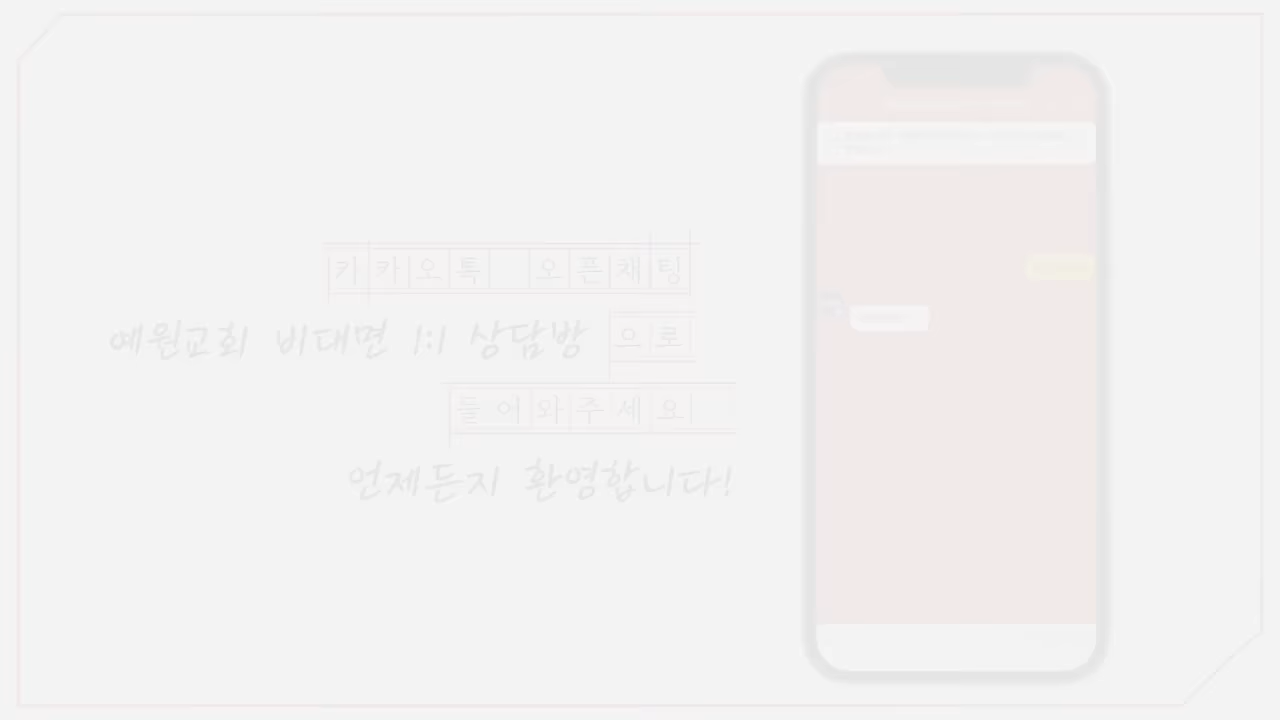 카카오톡 오픈채팅
예원교회 비대면 1:1 상담방으로
들어와주세요
언제든지 환영합니다!